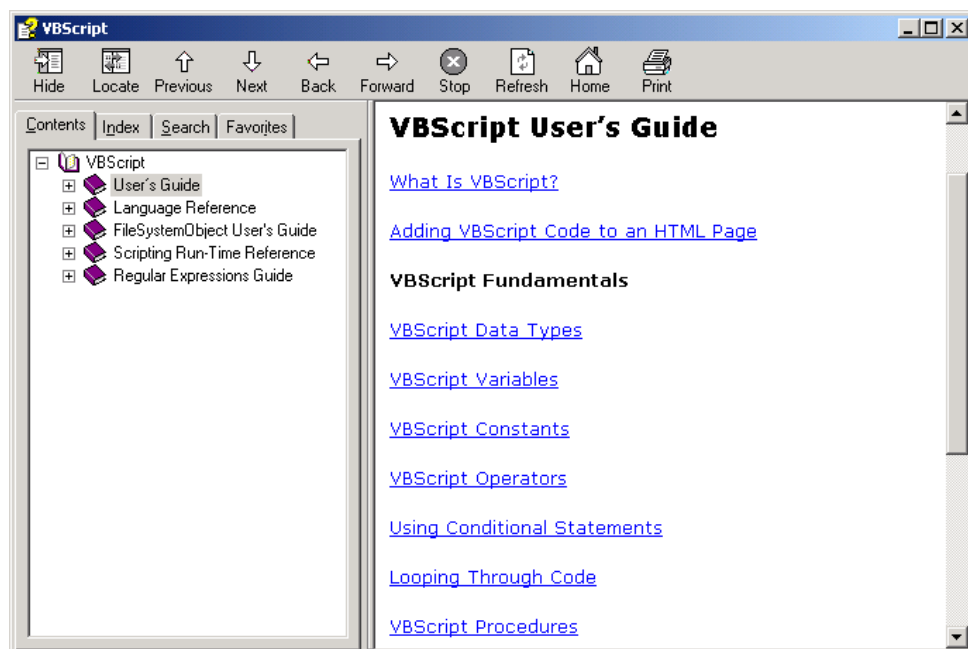 VBScript
Hide Locate Previous Next Back Forward Stop Refresh Home Print
Contents Index Search Favorites
VBScript
User's Guide
Language Reference
FileSystemObject User's Guide
Scripting Run-Time Reference
Regular Expressions Guide
VBScript User's Guide
What Is VBScript?
Adding VBScript Code to an HTML Page
VBScript Fundamentals
VBScript Data Types
VBScript Variables
VBScript Constants
VBScript Operators
Using Conditional Statements
Looping Through Code
VBScript Procedures